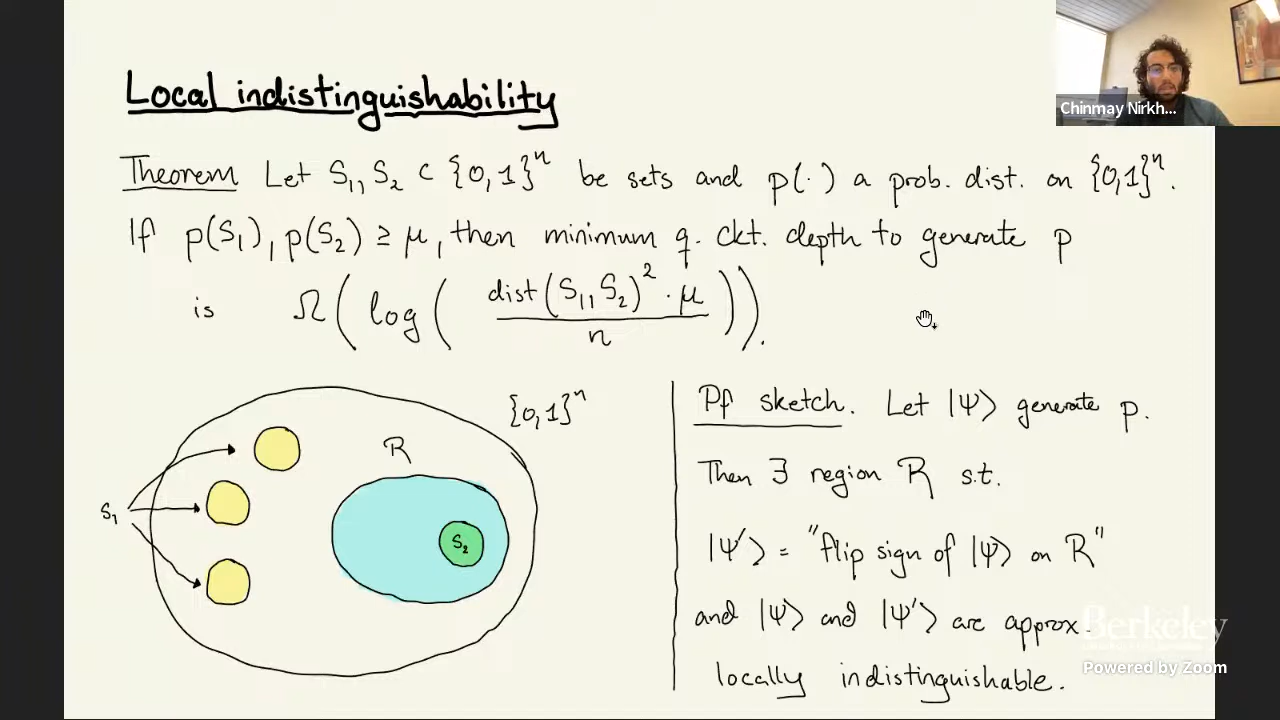 Local indistinguishability
Chinmay Nirkh...
Theorem Let S₁, S₂ ⊂ {0,1}ⁿ be sets and p(·) a prob. dist. on {0,1}ⁿ.
If p(S₁), p(S₂) ≥ μ, then minimum q. ckt. depth to generate p
is Ω(log(dist(S₁, S₂)² · μ / n)).
{0,1}ⁿ
R
S₁
S₂
Pf sketch. Let |Ψ⟩ generate p.
Then ∃ region R s.t.
|Ψ'⟩ = "flip sign of |Ψ⟩ on R"
and |Ψ⟩ and |Ψ'⟩ are approx.
locally indistinguishable.
Berkeley
Powered by Zoom